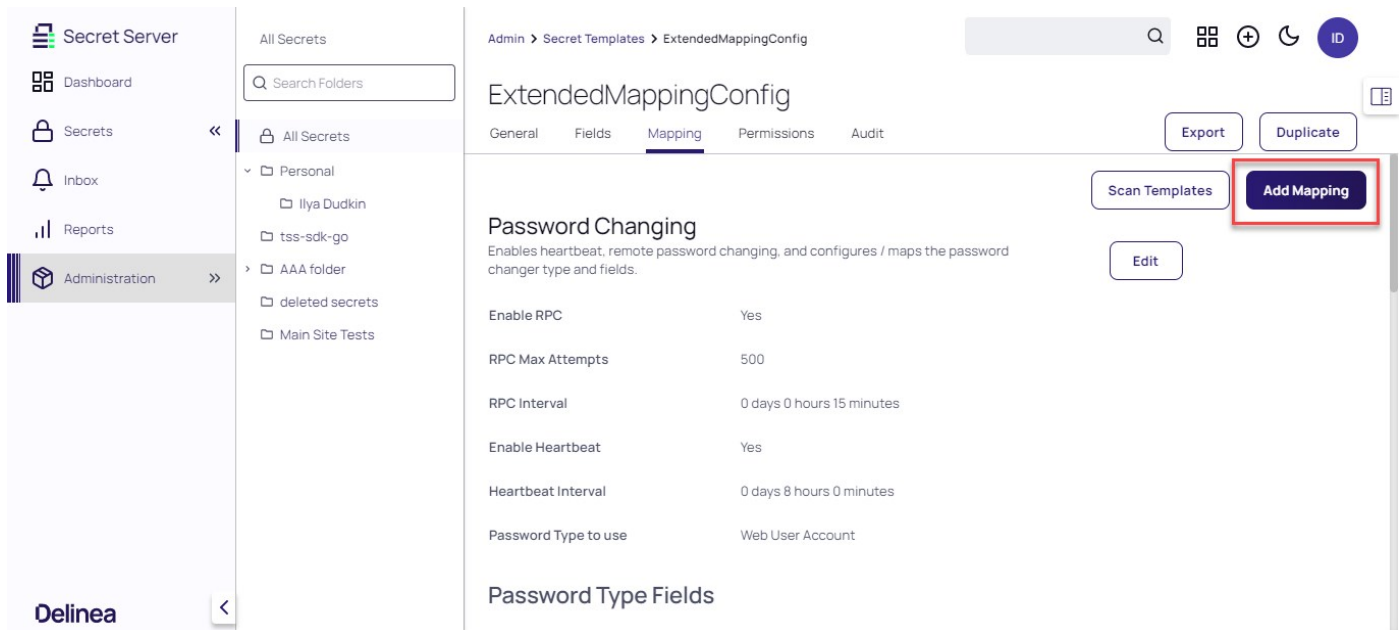 Secret Server
Dashboard
Secrets
Inbox
Reports
Administration
Delinea
All Secrets
Search Folders
All Secrets
Personal
Ilya Dudkin
tss-sdk-go
AAA folder
deleted secrets
Main Site Tests
Admin > Secret Templates > ExtendedMappingConfig
ID
ExtendedMappingConfig
General Fields Mapping Permissions Audit
Export Duplicate
Scan Templates Add Mapping
Password Changing
Enables heartbeat, remote password changing, and configures / maps the password
changer type and fields.
Edit
Enable RPC Yes
RPC Max Attempts 500
RPC Interval 0 days 0 hours 15 minutes
Enable Heartbeat Yes
Heartbeat Interval 0 days 8 hours 0 minutes
Password Type to use Web User Account
Password Type Fields